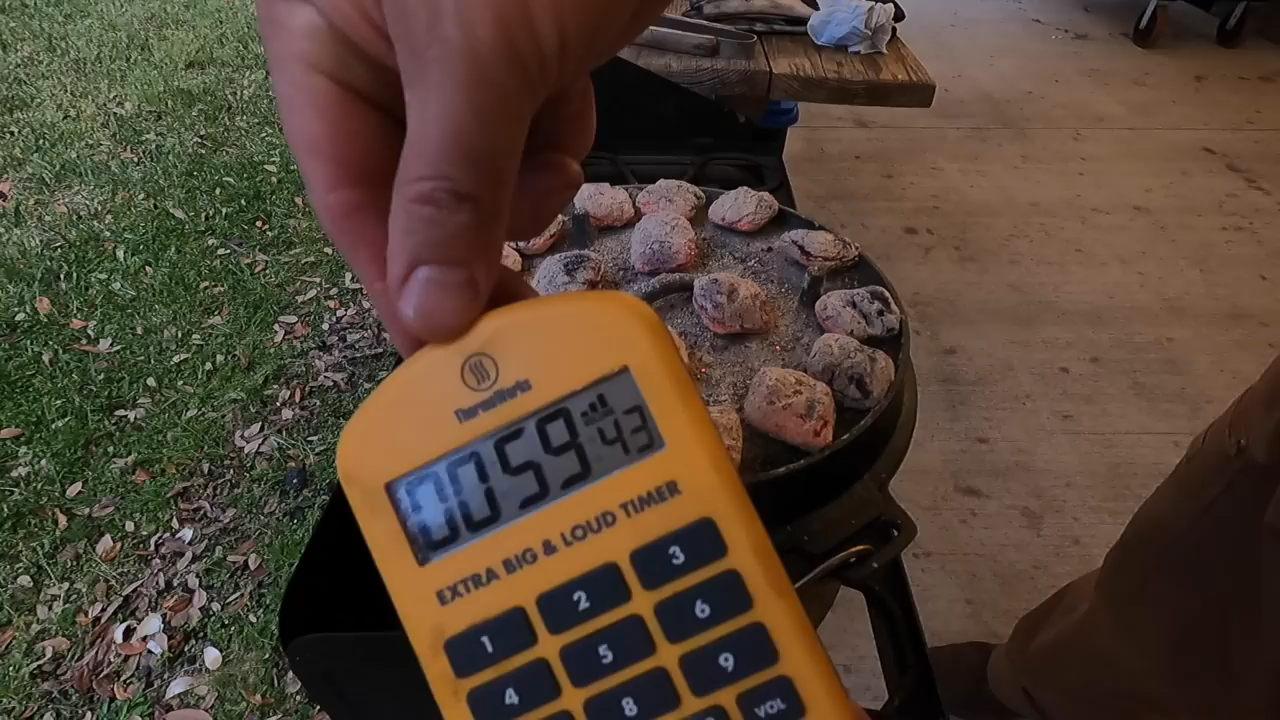 ThermoWorks
0059 43
EXTRA BIG & LOUD TIMER
1 2 3
4 5 6
8 9
VOL